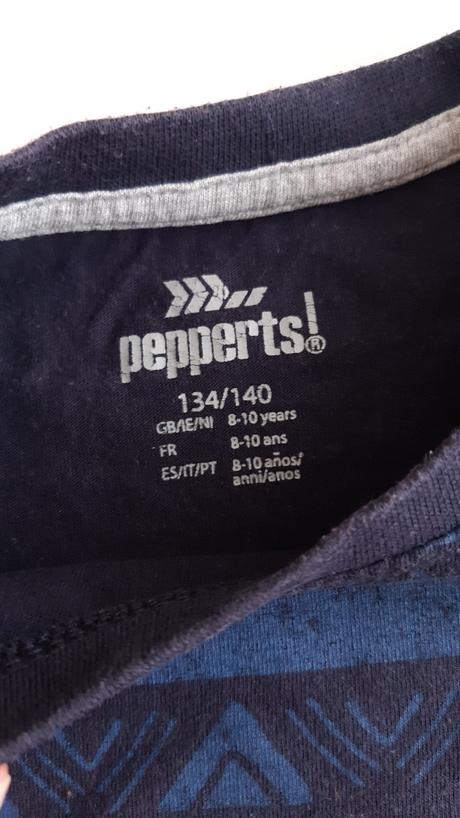 pepperts!®
134/140
GB/IE/NI 8-10 years
FR 8-10 ans
ES/IT/PT 8-10 años/
anni/anos